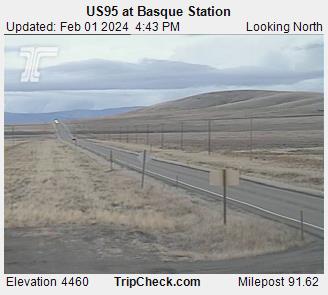 US95 at Basque Station
Updated: Feb 01 2024 4:43 PM Looking North
Elevation 4460 TripCheck.com Milepost 91.62